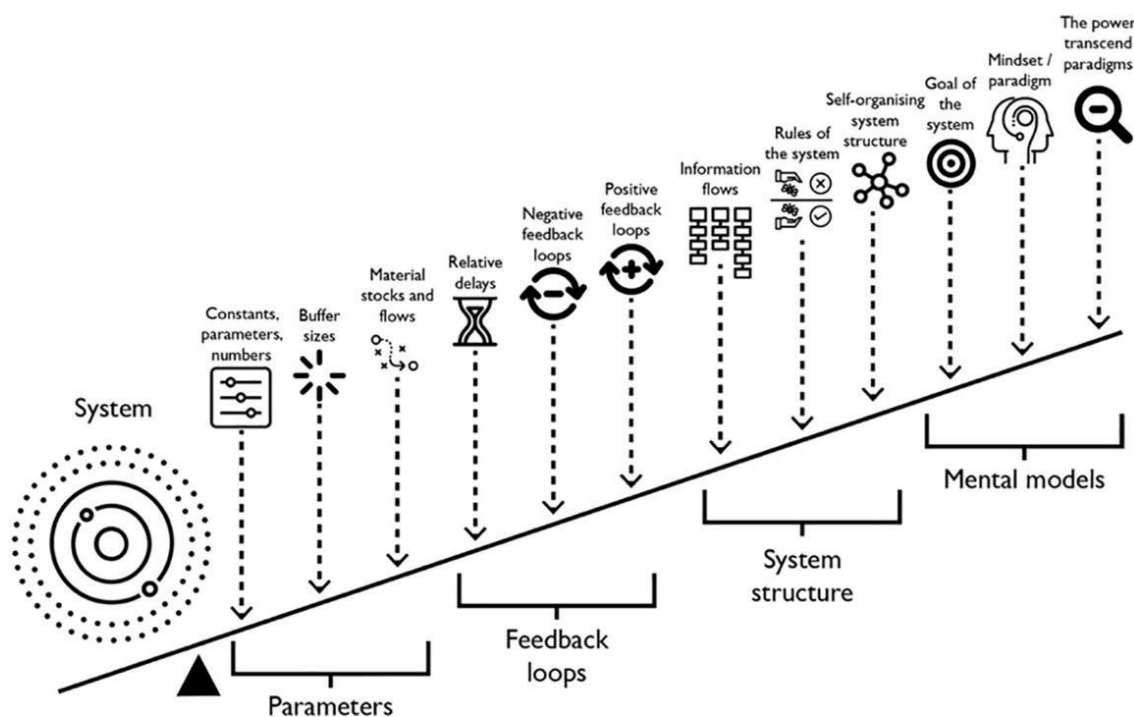 System
Constants,
parameters,
numbers
Buffer
sizes
Material
stocks and
flows
Relative
delays
Negative
feedback
loops
Positive
feedback
loops
Information
flows
Rules of
the system
Self-organising
system
structure
Goal of
the
system
Mindset /
paradigm
The power
transcend
paradigms
Parameters
Feedback
loops
System
structure
Mental models